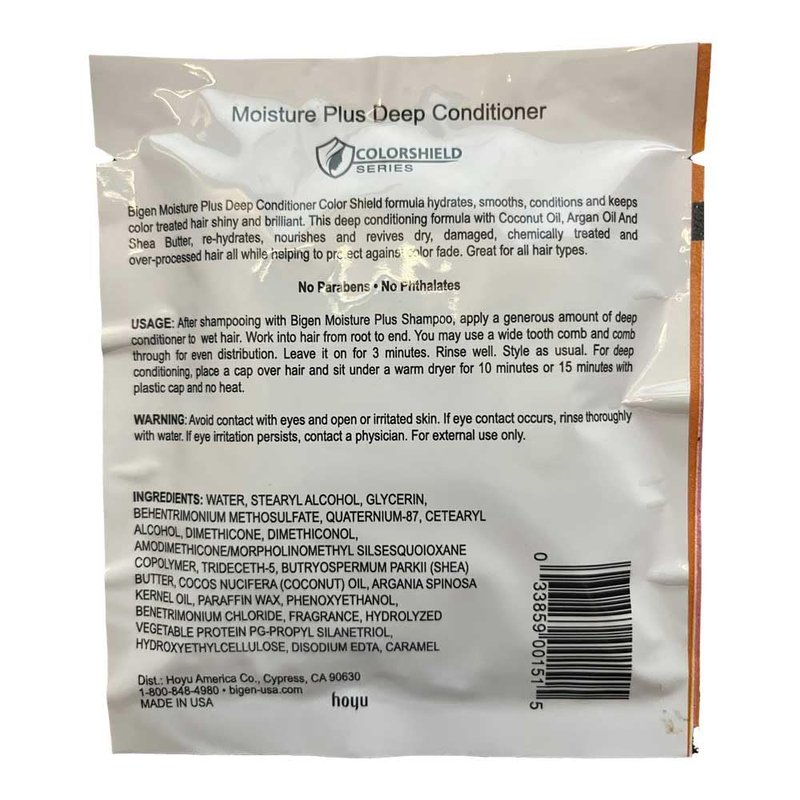 Moisture Plus Deep Conditioner
COLORSHIELD
SERIES
Bigen Moisture Plus Deep Conditioner Color Shield formula hydrates, smooths, conditions and keeps
color treated hair shiny and brilliant. This deep conditioning formula with Coconut Oil, Argan Oil And
Shea Butter, re-hydrates, nourishes and revives dry, damaged, chemically treated and
over-processed hair all while helping to protect against color fade. Great for all hair types.
No Parabens • No Phthalates
USAGE: After shampooing with Bigen Moisture Plus Shampoo, apply a generous amount of deep
conditioner to wet hair. Work into hair from root to end. You may use a wide tooth comb and comb
through for even distribution. Leave it on for 3 minutes. Rinse well. Style as usual. For deep
conditioning, place a cap over hair and sit under a warm dryer for 10 minutes or 15 minutes with
plastic cap and no heat.
WARNING: Avoid contact with eyes and open or irritated skin. If eye contact occurs, rinse thoroughly
with water. If eye irritation persists, contact a physician. For external use only.
INGREDIENTS: WATER, STEARYL ALCOHOL, GLYCERIN,
BEHENTRIMONIUM METHOSULFATE, QUATERNIUM-87, CETEARYL
ALCOHOL, DIMETHICONE, DIMETHICONOL,
AMODIMETHICONE/MORPHOLINOMETHYL SILSESQUOIOXANE
COPOLYMER, TRIDECETH-5, BUTRYOSPERMUM PARKII (SHEA)
BUTTER, COCOS NUCIFERA (COCONUT) OIL, ARGANIA SPINOSA
KERNEL OIL, PARAFFIN WAX, PHENOXYETHANOL,
BENETRIMONIUM CHLORIDE, FRAGRANCE, HYDROLYZED
VEGETABLE PROTEIN PG-PROPYL SILANETRIOL,
HYDROXYETHYLCELLULOSE, DISODIUM EDTA, CARAMEL
Dist.: Hoyu America Co., Cypress, CA 90630
1-800-848-4980 • bigen-usa.com
MADE IN USA
hoyu
0 33859 00151 5